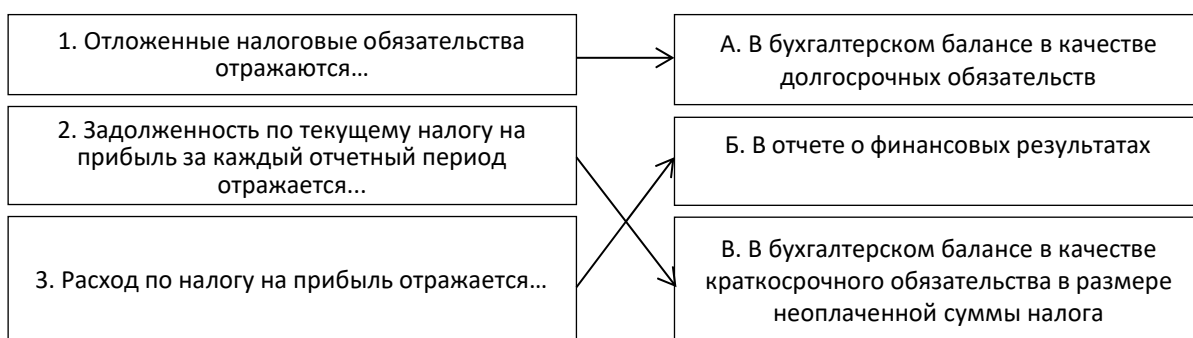 1. Отложенные налоговые обязательства
отражаются…
А. В бухгалтерском балансе в качестве
долгосрочных обязательств
2. Задолженность по текущему налогу на
прибыль за каждый отчетный период
отражается...
Б. В отчете о финансовых результатах
3. Расход по налогу на прибыль отражается…
В. В бухгалтерском балансе в качестве
краткосрочного обязательства в размере
неоплаченной суммы налога